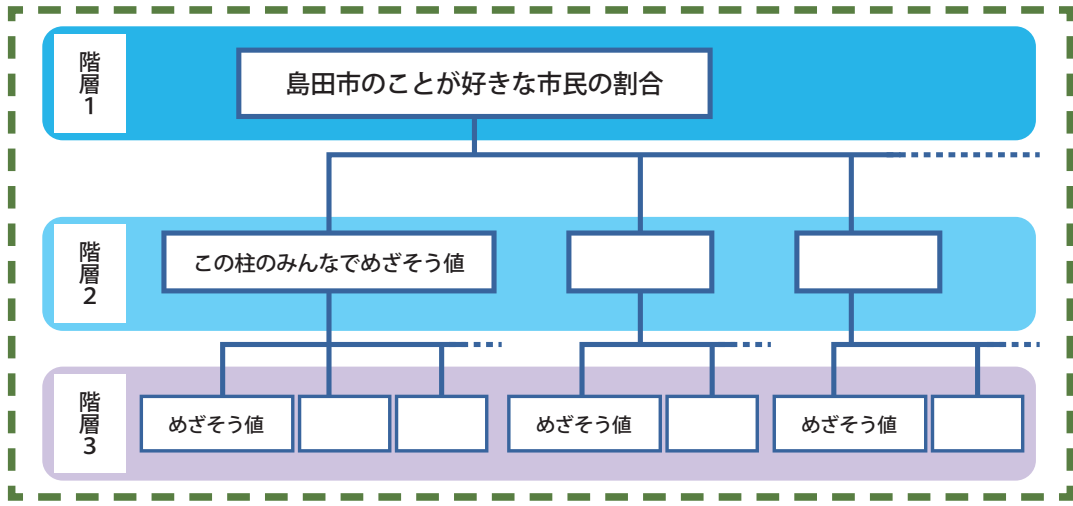 階層1
島田市のことが好きな市民の割合
階層2
この柱のみんなでめざそう値
階層3
めざそう値
めざそう値
めざそう値